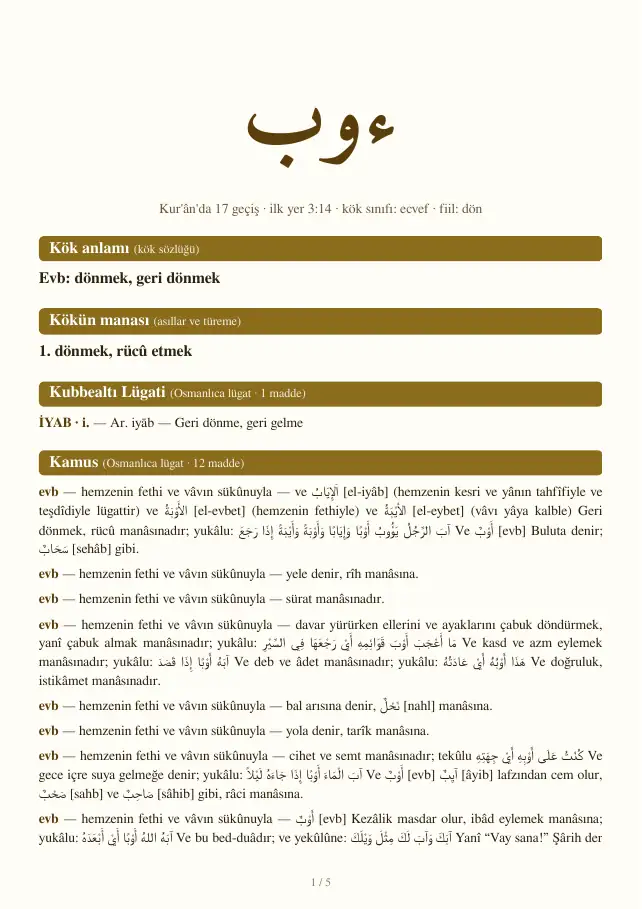 ء و ب
Kur'ân'da 17 geçiş · ilk yer 3:14 · kök sınıfı: ecvef · fiil: dön
Kök anlamı (kök sözlüğü)
Evb: dönmek, geri dönmek
Kökün manası (asıllar ve türeme)
1. dönmek, rücû etmek
Kubbealtı Lügati (Osmanlıca lügat · 1 madde)
İYAB · i. — Ar. iyāb — Geri dönme, geri gelme
Kamus (Osmanlıca lügat · 12 madde)
evb — hemzenin fethi ve vâvın sükûnuyla — ve اَلْإِيَابُ [el-iyâb] (hemzenin kesri ve yânın tahfîfiyle ve
teşdîdiyle lügattir) ve اَلْأَوْبَةُ [el-evbet] (hemzenin fethiyle) ve اَلْأَيْبَةُ [el-eybet] (vâvı yâya kalble) Geri
dönmek, rücû manâsınadır; yukâlu: آبَ الرَّجُلُ يَؤُوبُ أَوْبًا وَإِيَابًا وَأَوْبَةً وَأَيْبَةً إِذَا رَجَعَ Ve أَوْبٌ [evb] Buluta denir;
سَحَابٌ [sehâb] gibi.
evb — hemzenin fethi ve vâvın sükûnuyla — yele denir, rîh manâsına.
evb — hemzenin fethi ve vâvın sükûnuyla — sürat manâsınadır.
evb — hemzenin fethi ve vâvın sükûnuyla — davar yürürken ellerini ve ayaklarını çabuk döndürmek,
yanî çabuk almak manâsınadır; yukâlu: مَا أَعْجَبَ أَوْبَ قَوَائِمِهِ أَيْ رَجْعَهَا فِي السَّيْرِ Ve kasd ve azm eylemek
manâsınadır; yukâlu: آبَهُ أَوْبًا إِذَا قَصَدَ Ve deb ve âdet manâsınadır; yukâlu: هَذَا أَوْبُهُ أَيْ عَادَتُهُ Ve doğruluk,
istikâmet manâsınadır.
evb — hemzenin fethi ve vâvın sükûnuyla — bal arısına denir, نَحْلٌ [nahl] manâsına.
evb — hemzenin fethi ve vâvın sükûnuyla — yola denir, tarîk manâsına.
evb — hemzenin fethi ve vâvın sükûnuyla — cihet ve semt manâsınadır; tekûlu كُنْتُ عَلَى أَوْبِهِ أَيْ جِهَتِهِ Ve
gece içre suya gelmeğe denir; yukâlu: آبَ الْمَاءَ أَوْبًا إِذَا جَاءَهُ لَيْلاً Ve أَوْبٌ [evb] آيِبٌ [âyib] lafzından cem olur,
صَحْبٌ [sahb] ve صَاحِبٌ [sâhib] gibi, râci manâsına.
evb — hemzenin fethi ve vâvın sükûnuyla — أَوْبٌ [evb] Kezâlik masdar olur, ibâd eylemek manâsına;
yukâlu: آبَهُ اللهُ أَوْبًا أَيْ أَبْعَدَهُ Ve bu bed-duâdır; ve yekûlûne: آبَكَ وَآبَ لَكَ مِثْلُ وَيْلَكَ Yanî “Vay sana!” Şârih der
1 / 5